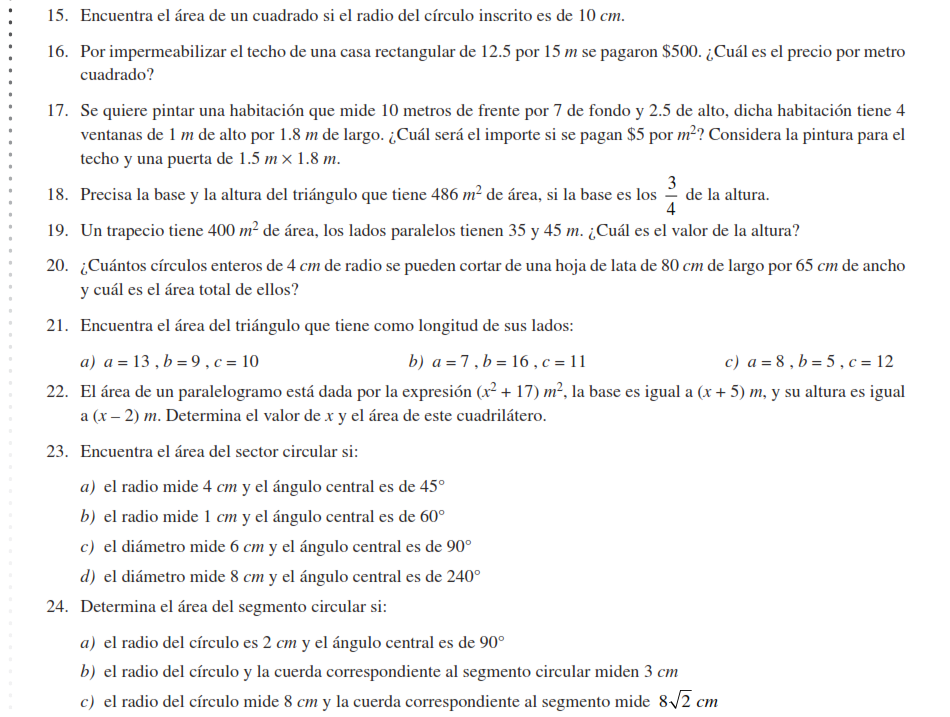 15. Encuentra el área de un cuadrado si el radio del círculo inscrito es de 10 cm.
16. Por impermeabilizar el techo de una casa rectangular de 12.5 por 15 m se pagaron $500. ¿Cuál es el precio por metro
cuadrado?
17. Se quiere pintar una habitación que mide 10 metros de frente por 7 de fondo y 2.5 de alto, dicha habitación tiene 4
ventanas de 1 m de alto por 1.8 m de largo. ¿Cuál será el importe si se pagan $5 por m²? Considera la pintura para el
techo y una puerta de 1.5 m × 1.8 m.
18. Precisa la base y la altura del triángulo que tiene 486 m² de área, si la base es los 3/4 de la altura.
19. Un trapecio tiene 400 m² de área, los lados paralelos tienen 35 y 45 m. ¿Cuál es el valor de la altura?
20. ¿Cuántos círculos enteros de 4 cm de radio se pueden cortar de una hoja de lata de 80 cm de largo por 65 cm de ancho
y cuál es el área total de ellos?
21. Encuentra el área del triángulo que tiene como longitud de sus lados:
a) a = 13 , b = 9 , c = 10 b) a = 7 , b = 16 , c = 11 c) a = 8 , b = 5 , c = 12
22. El área de un paralelogramo está dada por la expresión (x² + 17) m², la base es igual a (x + 5) m, y su altura es igual
a (x – 2) m. Determina el valor de x y el área de este cuadrilátero.
23. Encuentra el área del sector circular si:
a) el radio mide 4 cm y el ángulo central es de 45°
b) el radio mide 1 cm y el ángulo central es de 60°
c) el diámetro mide 6 cm y el ángulo central es de 90°
d) el diámetro mide 8 cm y el ángulo central es de 240°
24. Determina el área del segmento circular si:
a) el radio del círculo es 2 cm y el ángulo central es de 90°
b) el radio del círculo y la cuerda correspondiente al segmento circular miden 3 cm
c) el radio del círculo mide 8 cm y la cuerda correspondiente al segmento mide 8√2 cm